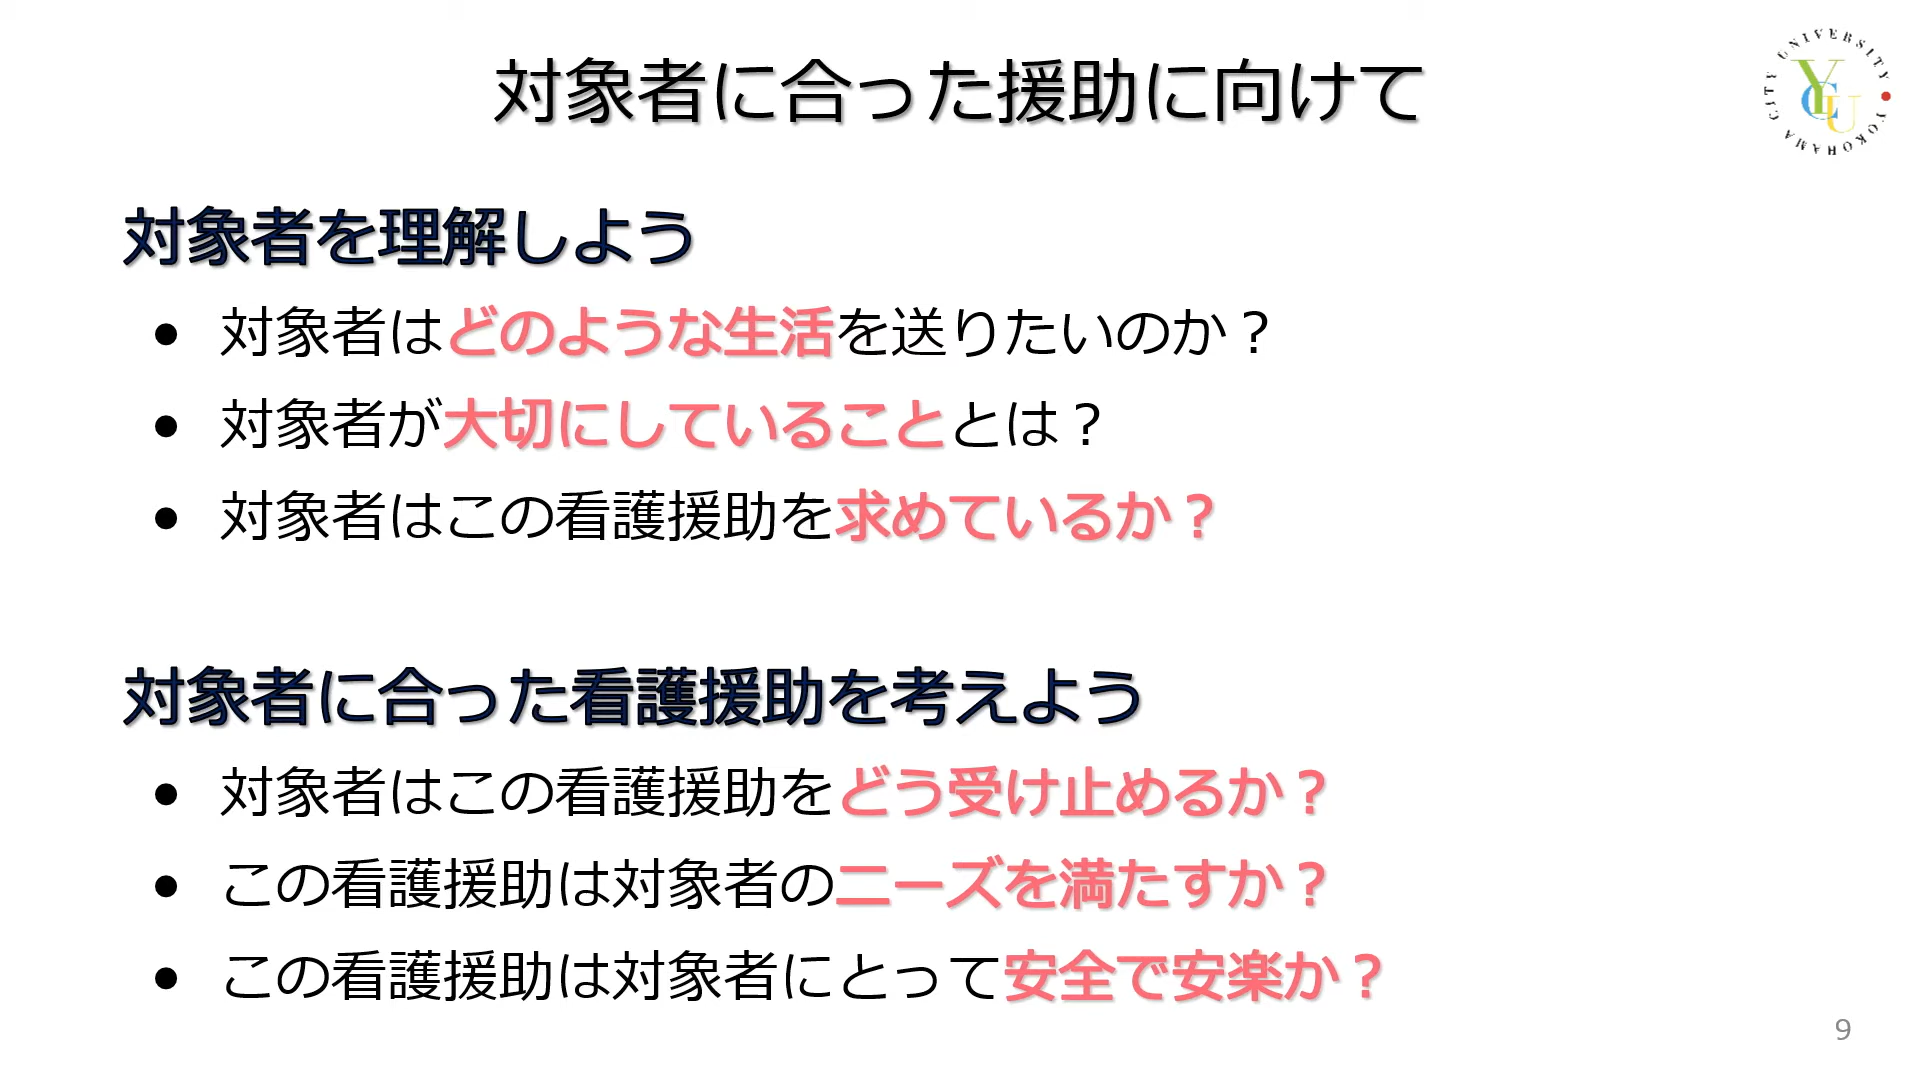 対象者に合った援助に向けて
YOKOHAMA CITY UNIVERSITY
YCU
対象者を理解しよう
● 対象者はどのような生活を送りたいのか？
● 対象者が大切にしていることとは？
● 対象者はこの看護援助を求めているか？
対象者に合った看護援助を考えよう
● 対象者はこの看護援助をどう受け止めるか？
● この看護援助は対象者のニーズを満たすか？
● この看護援助は対象者にとって安全で安楽か？
9